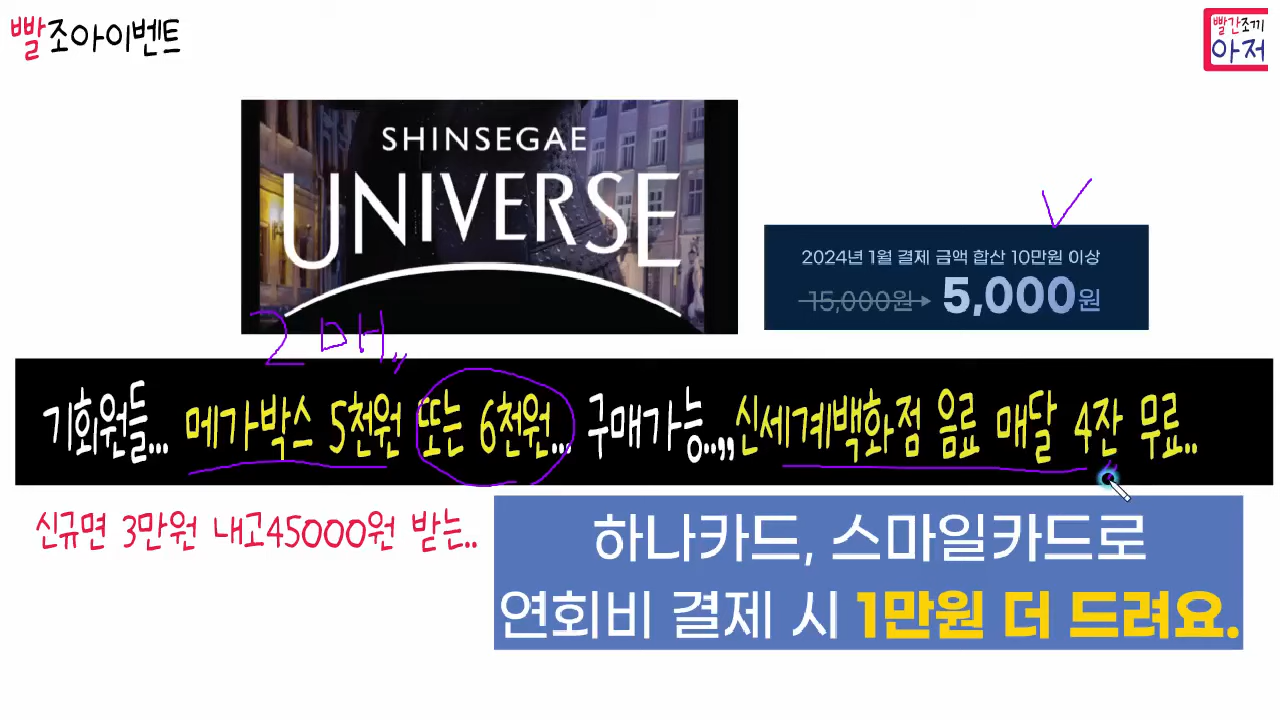 빨조아이벤트
빨간조끼
아저
SHINSEGAE
UNIVERSE
2024년 1월 결제 금액 합산 10만원 이상
15,000원 5,000원
2매,,
기회원들... 메가박스 5천원 또는 6천원... 구매가능..,,신세계백화점 음료 매달 4잔 무료..
신규면 3만원 내고45000원 받는..
하나카드, 스마일카드로
연회비 결제 시 1만원 더 드려요.